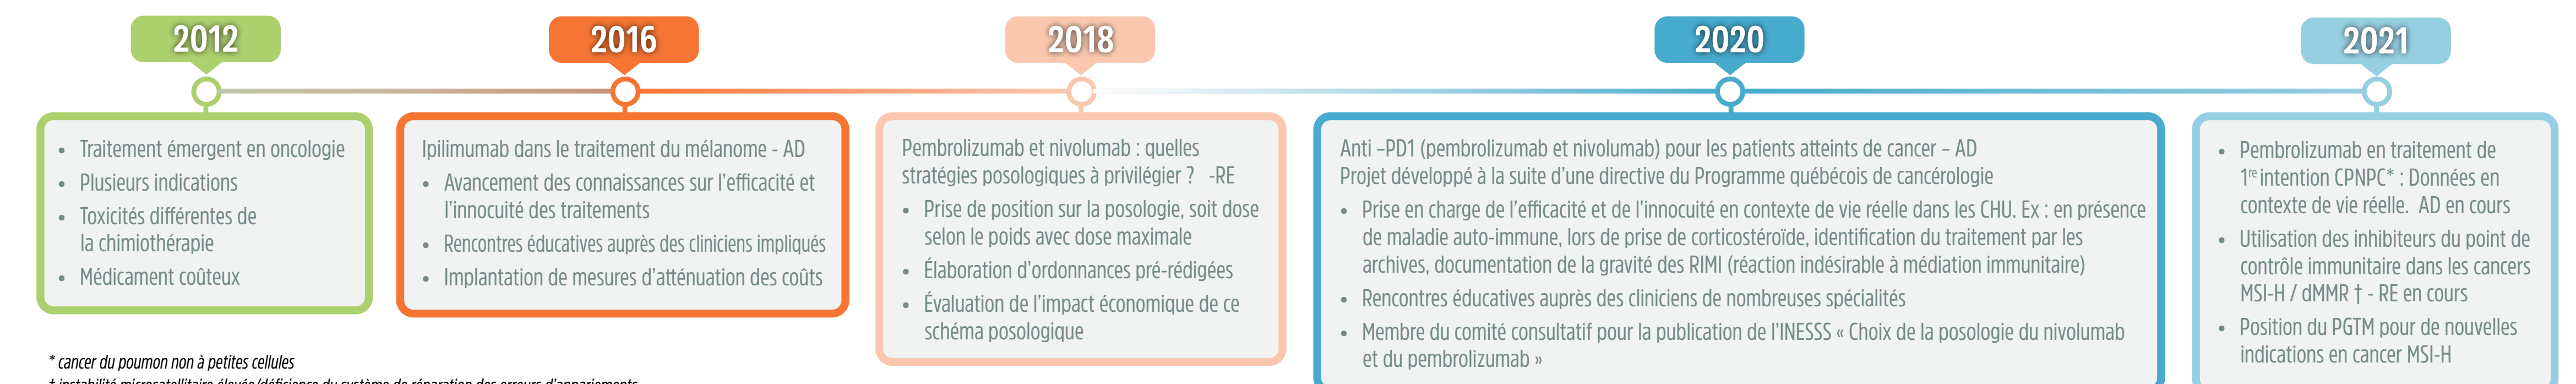 2012
2016
2018
2020
2021
• Traitement émergent en oncologie
• Plusieurs indications
• Toxicités différentes de
la chimiothérapie
• Médicament coûteux
Ipilimumab dans le traitement du mélanome - AD
• Avancement des connaissances sur l'efficacité et
l'innocuité des traitements
• Rencontres éducatives auprès des cliniciens impliqués
• Implantation de mesures d'atténuation des coûts
Pembrolizumab et nivolumab : quelles
stratégies posologiques à privilégier ? -RE
• Prise de position sur la posologie, soit dose
selon le poids avec dose maximale
• Élaboration d'ordonnances pré-rédigées
• Évaluation de l'impact économique de ce
schéma posologique
Anti –PD1 (pembrolizumab et nivolumab) pour les patients atteints de cancer – AD
Projet développé à la suite d'une directive du Programme québécois de cancérologie
• Prise en charge de l'efficacité et de l'innocuité en contexte de vie réelle dans les CHU. Ex : en présence
de maladie auto-immune, lors de prise de corticostéroïde, identification du traitement par les
archives, documentation de la gravité des RIMI (réaction indésirable à médiation immunitaire)
• Rencontres éducatives auprès des cliniciens de nombreuses spécialités
• Membre du comité consultatif pour la publication de l'INESSS « Choix de la posologie du nivolumab
et du pembrolizumab »
• Pembrolizumab en traitement de
1re intention CPNPC* : Données en
contexte de vie réelle. AD en cours
• Utilisation des inhibiteurs du point de
contrôle immunitaire dans les cancers
MSI-H / dMMR † - RE en cours
• Position du PGTM pour de nouvelles
indications en cancer MSI-H
* cancer du poumon non à petites cellules
† instabilité microsatellitaire élevée/déficience du système de réparation des erreurs d'appariements